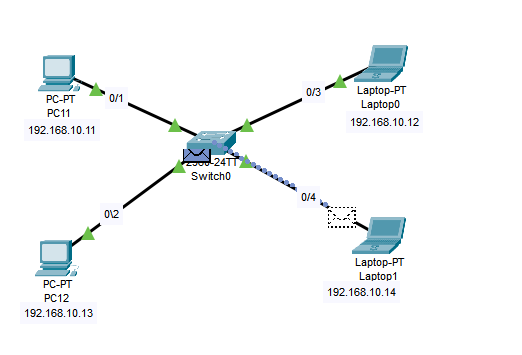 PC-PT
PC11
192.168.10.11
0/1
0/3
Laptop-PT
Laptop0
192.168.10.12
24TT
Switch0
0\2
0/4
PC-PT
PC12
192.168.10.13
Laptop-PT
Laptop1
192.168.10.14